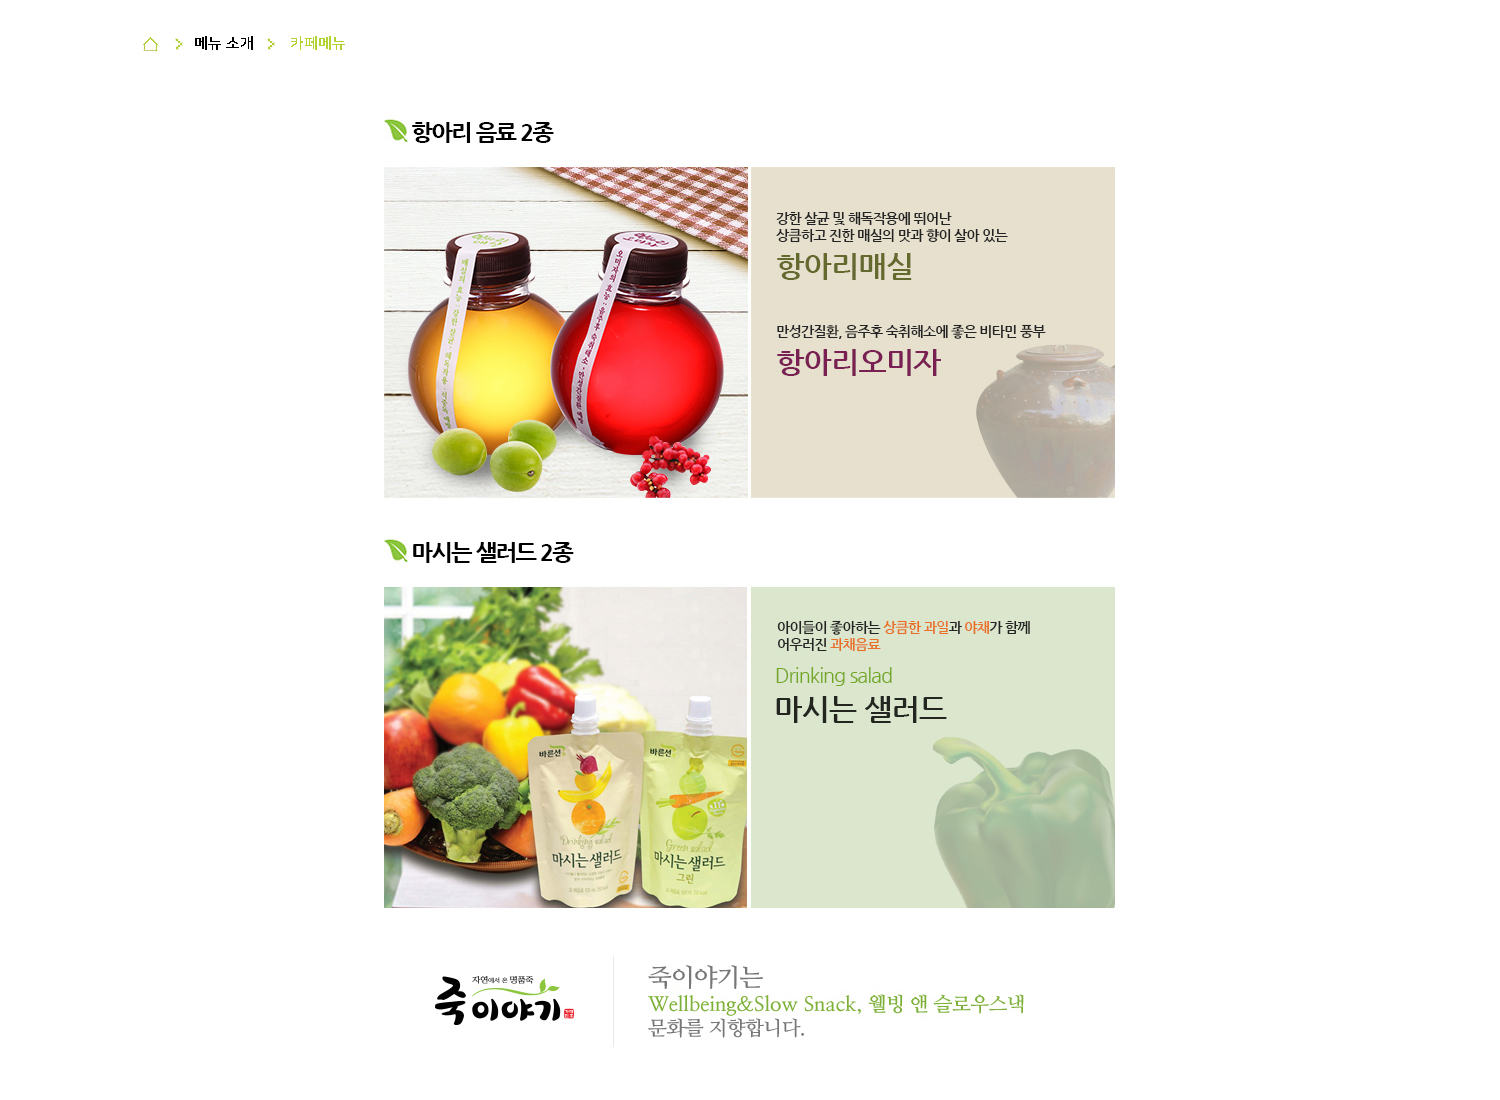 메뉴 소개
카페메뉴
항아리 음료 2종
강한 살균 및 해독작용에 뛰어난
상큼하고 진한 매실의 맛과 향이 살아 있는
항아리매실
만성간질환, 음주후 숙취해소에 좋은 비타민 풍부
항아리오미자
마시는 샐러드 2종
바른선
Drinking salad
마시는 샐러드
바른선
Green salad
마시는 샐러드
그린
아이들이 좋아하는 상큼한 과일과 야채가 함께
어우러진 과채음료
Drinking salad
마시는 샐러드
자연에서 온 명품죽
죽이야기
죽이야기는
Wellbeing&Slow Snack, 웰빙 앤 슬로우스낵
문화를 지향합니다.